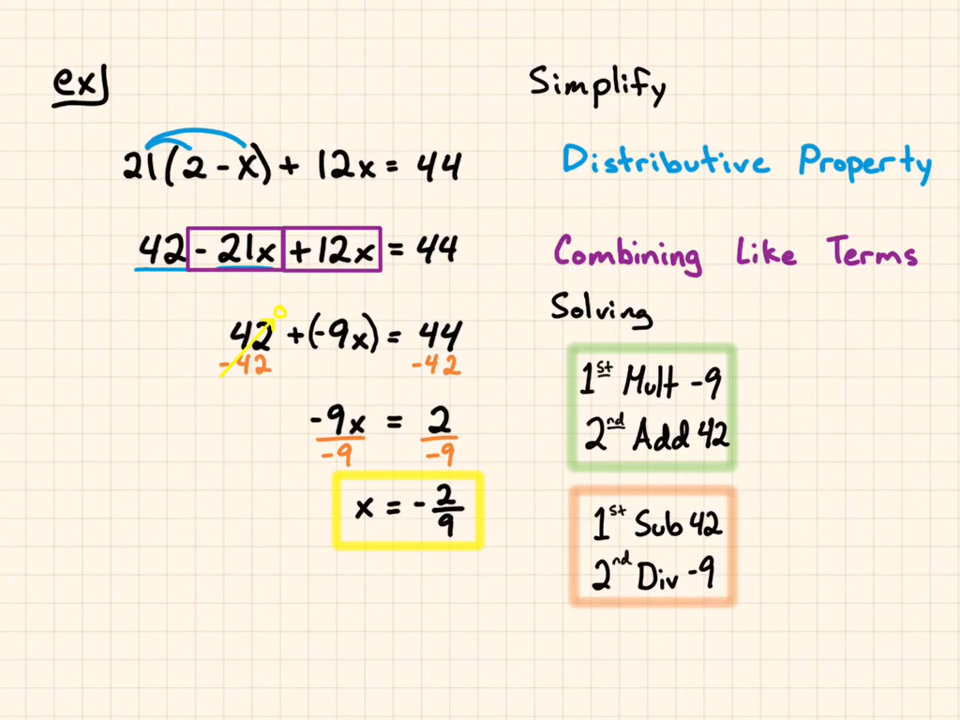 ex)
21(2 - x) + 12x = 44
42 - 21x + 12x = 44
42 + (-9x) = 44
-42 -42
0
-9x = 2
-9 -9
x = - 2/9
Simplify
Distributive Property
Combining Like Terms
Solving
1st Mult -9
2nd Add 42
1st Sub 42
2nd Div -9